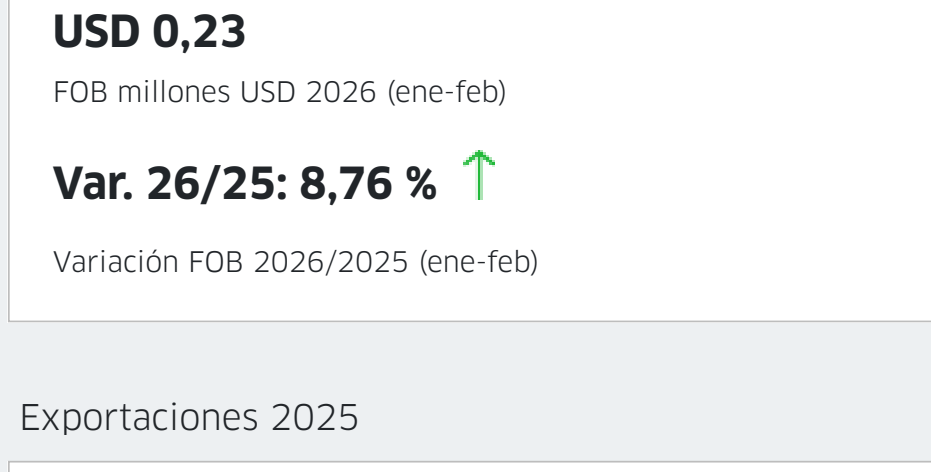 USD 0,23
FOB millones USD 2026 (ene-feb)
Var. 26/25: 8,76 %
Variación FOB 2026/2025 (ene-feb)
Exportaciones 2025